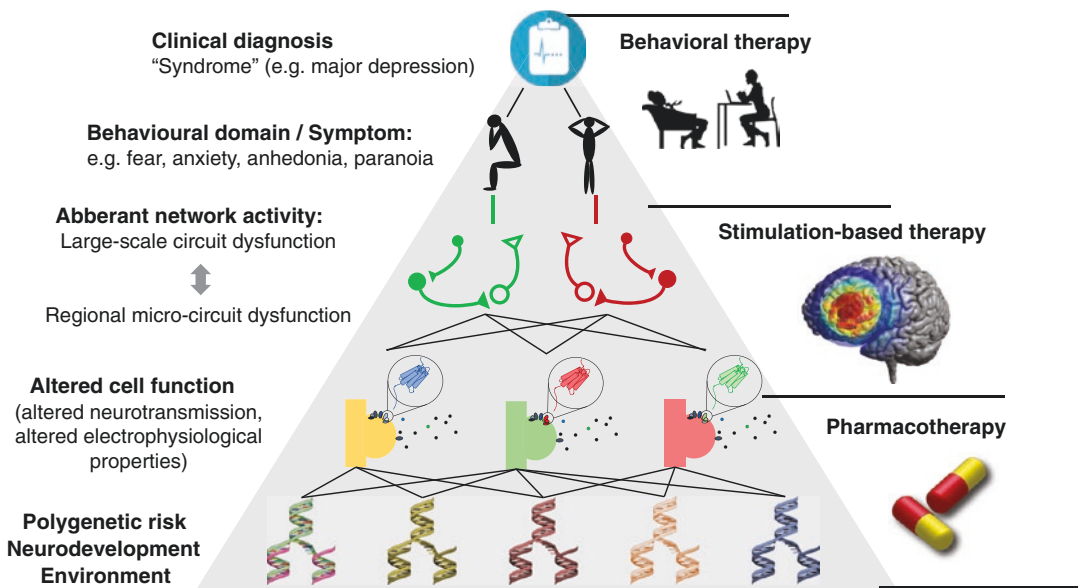 Clinical diagnosis
“Syndrome” (e.g. major depression)
Behavioral therapy
Behavioural domain / Symptom:
e.g. fear, anxiety, anhedonia, paranoia
Abberant network activity:
Large-scale circuit dysfunction
Stimulation-based therapy
Regional micro-circuit dysfunction
Altered cell function
(altered neurotransmission,
altered electrophysiological
properties)
Pharmacotherapy
Polygenetic risk
Neurodevelopment
Environment